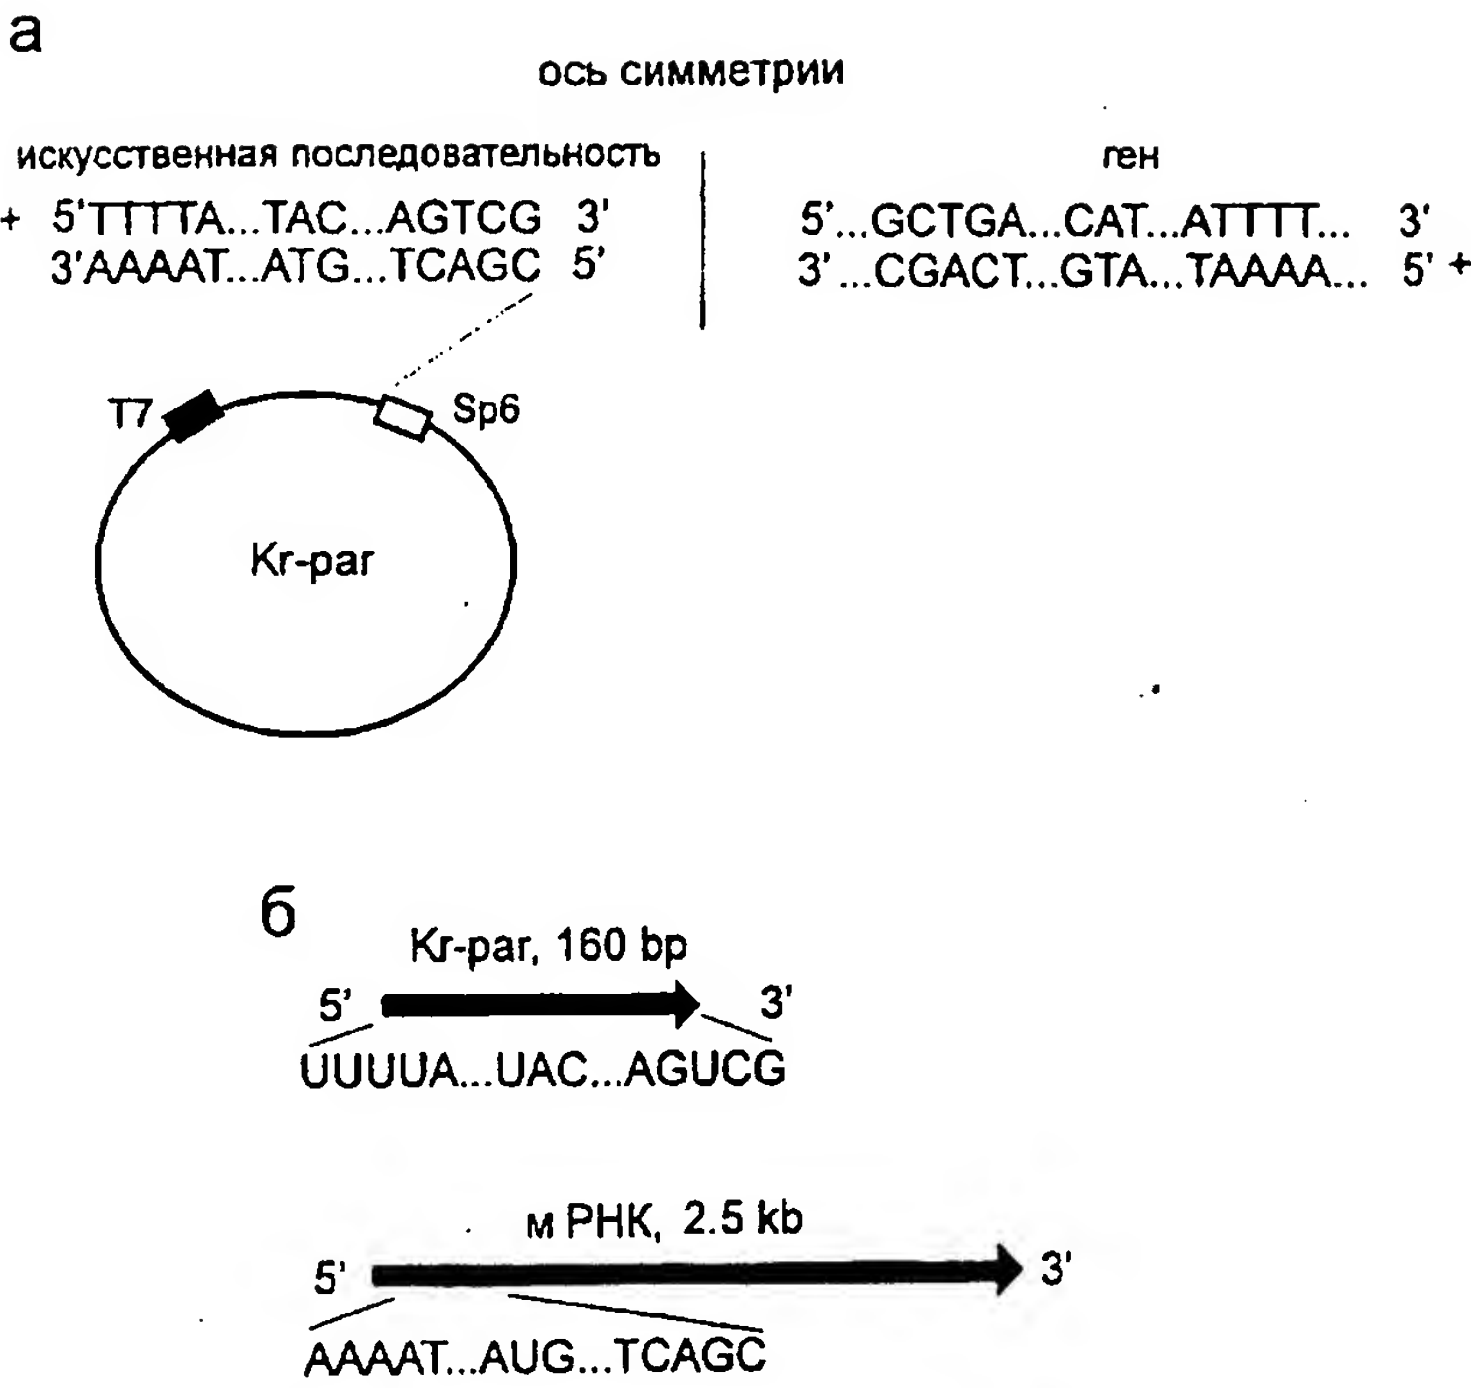 а
ось симметрии
искусственная последовательность
ген
+ 5'TTTTA...TAC...AGTCG 3'
3'AAAAT...ATG...TCAGC 5'
5'...GCTGA...CAT...ATTTT... 3'
3'...CGACT...GTA...TAAAA... 5' +
T7
Sp6
Kr-par
б
Kr-par, 160 bp
5' 3'
UUUUA...UAC...AGUCG
м РНК, 2.5 kb
5' 3'
AAAAT...AUG...TCAGC